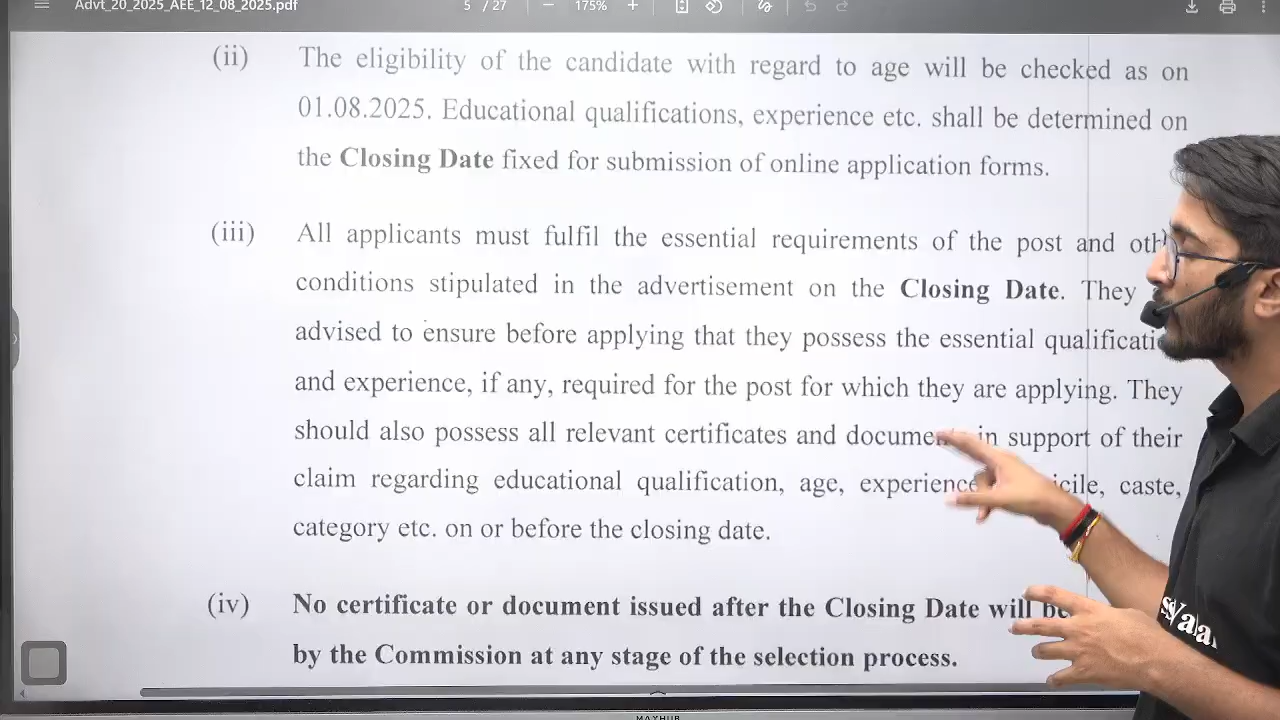 Advt_20_2025_AEE_12_08_2025.pdf
5 / 27
175%
(ii) The eligibility of the candidate with regard to age will be checked as on
01.08.2025. Educational qualifications, experience etc. shall be determined on
the Closing Date fixed for submission of online application forms.
(iii) All applicants must fulfil the essential requirements of the post and
conditions stipulated in the advertisement on the Closing Date. They
advised to ensure before applying that they possess the essential
and experience, if any, required for the post for which they are applying. They
should also possess all relevant certificates and in support of their
claim regarding educational qualification, age, experience caste,
category etc. on or before the closing date.
(iv) No certificate or document issued after the Closing Date will
by the Commission at any stage of the selection process.
MAXHUB